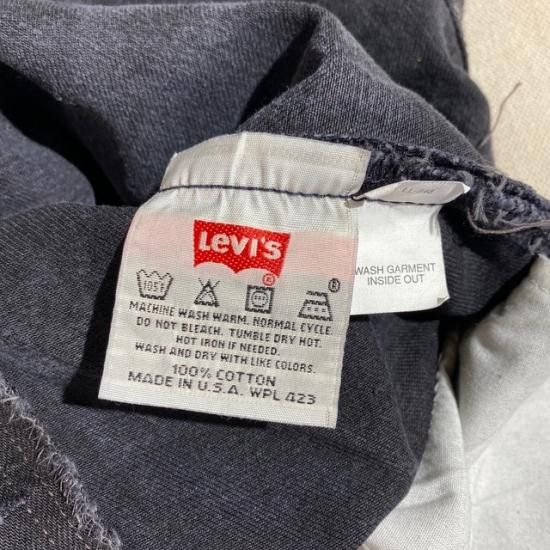 Levi's
®
105F
MACHINE WASH WARM. NORMAL CYCLE.
DO NOT BLEACH. TUMBLE DRY HOT.
HOT IRON IF NEEDED.
WASH AND DRY WITH LIKE COLORS.
100% COTTON
MADE IN U.S.A. WPL 423
WASH GARMENT
INSIDE OUT